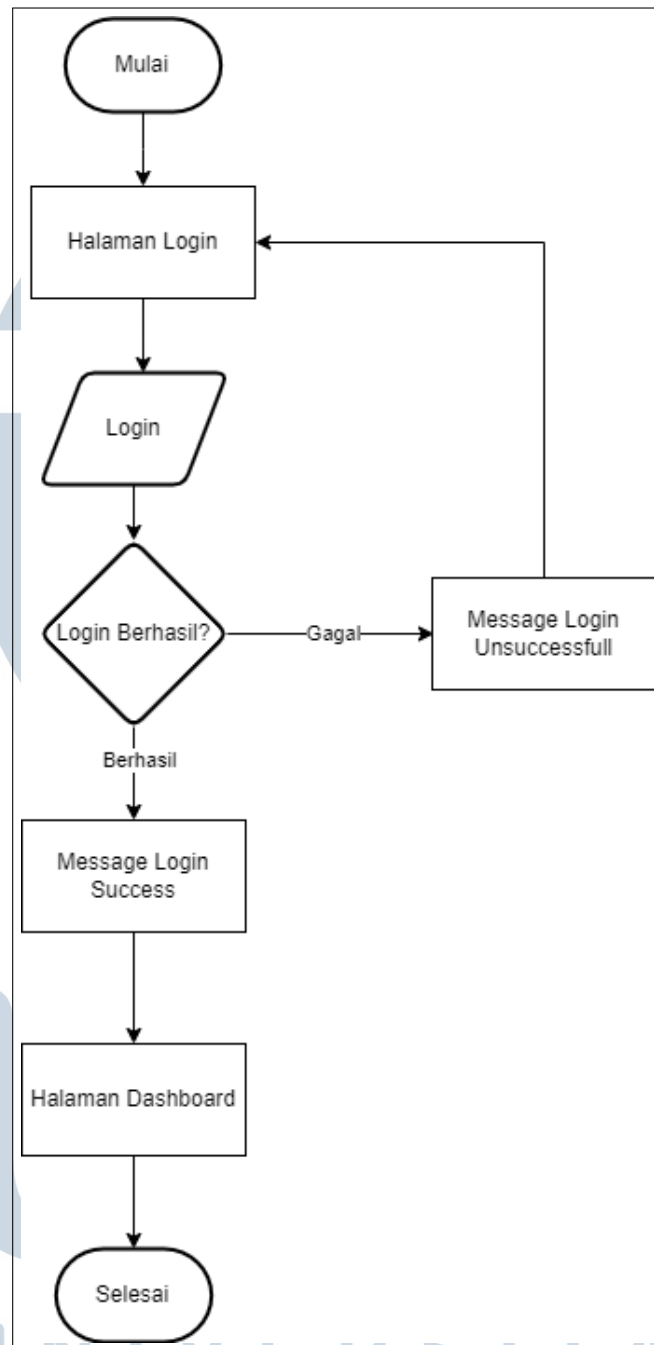 Mulai
Halaman Login
Login
Login Berhasil?
Gagal
Message Login
Unsuccessfull
Berhasil
Message Login
Success
Halaman Dashboard
Selesai